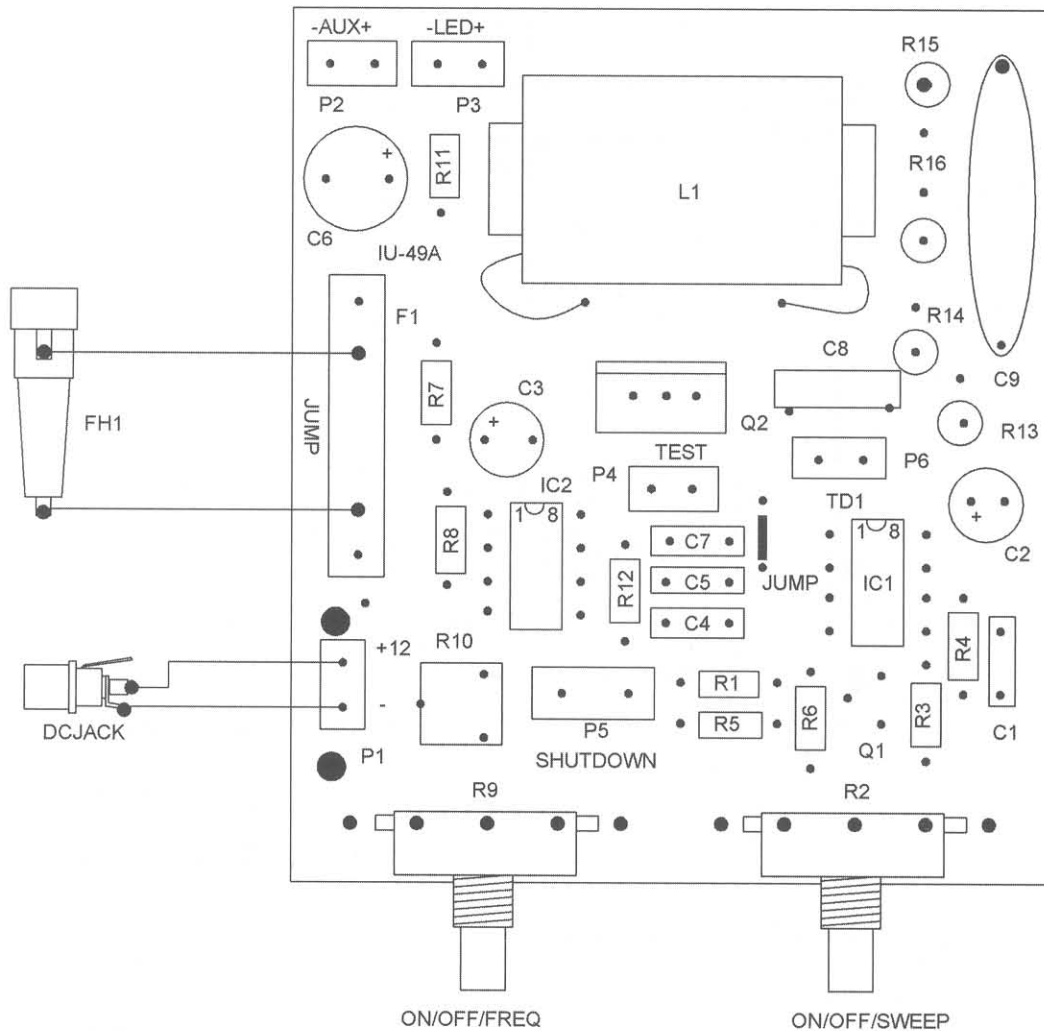 -AUX+
-LED+
P2
P3
R15
R16
R11
L1
C6
IU-49A
F1
JUMP
FH1
R14
C8
C9
R7
C3
+
+
Q2
R13
TEST
P4
P6
IC2
1 8
TD1
1 8
IC1
+
C2
R8
C7
C5
C4
JUMP
R12
R4
R10
+12
-
P1
DCJACK
R1
R5
R6
R3
C1
P5
Q1
SHUTDOWN
R9
R2
ON/OFF/FREQ
ON/OFF/SWEEP